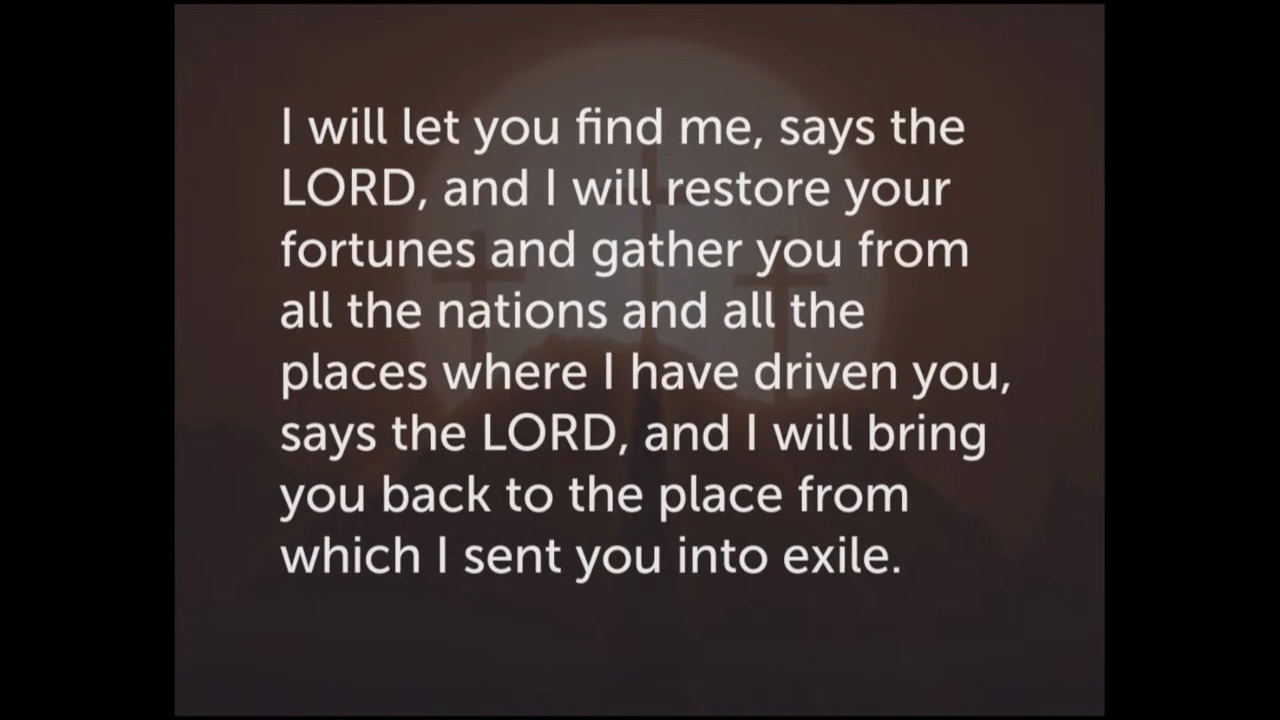 I will let you find me, says the
LORD, and I will restore your
fortunes and gather you from
all the nations and all the
places where I have driven you,
says the LORD, and I will bring
you back to the place from
which I sent you into exile.